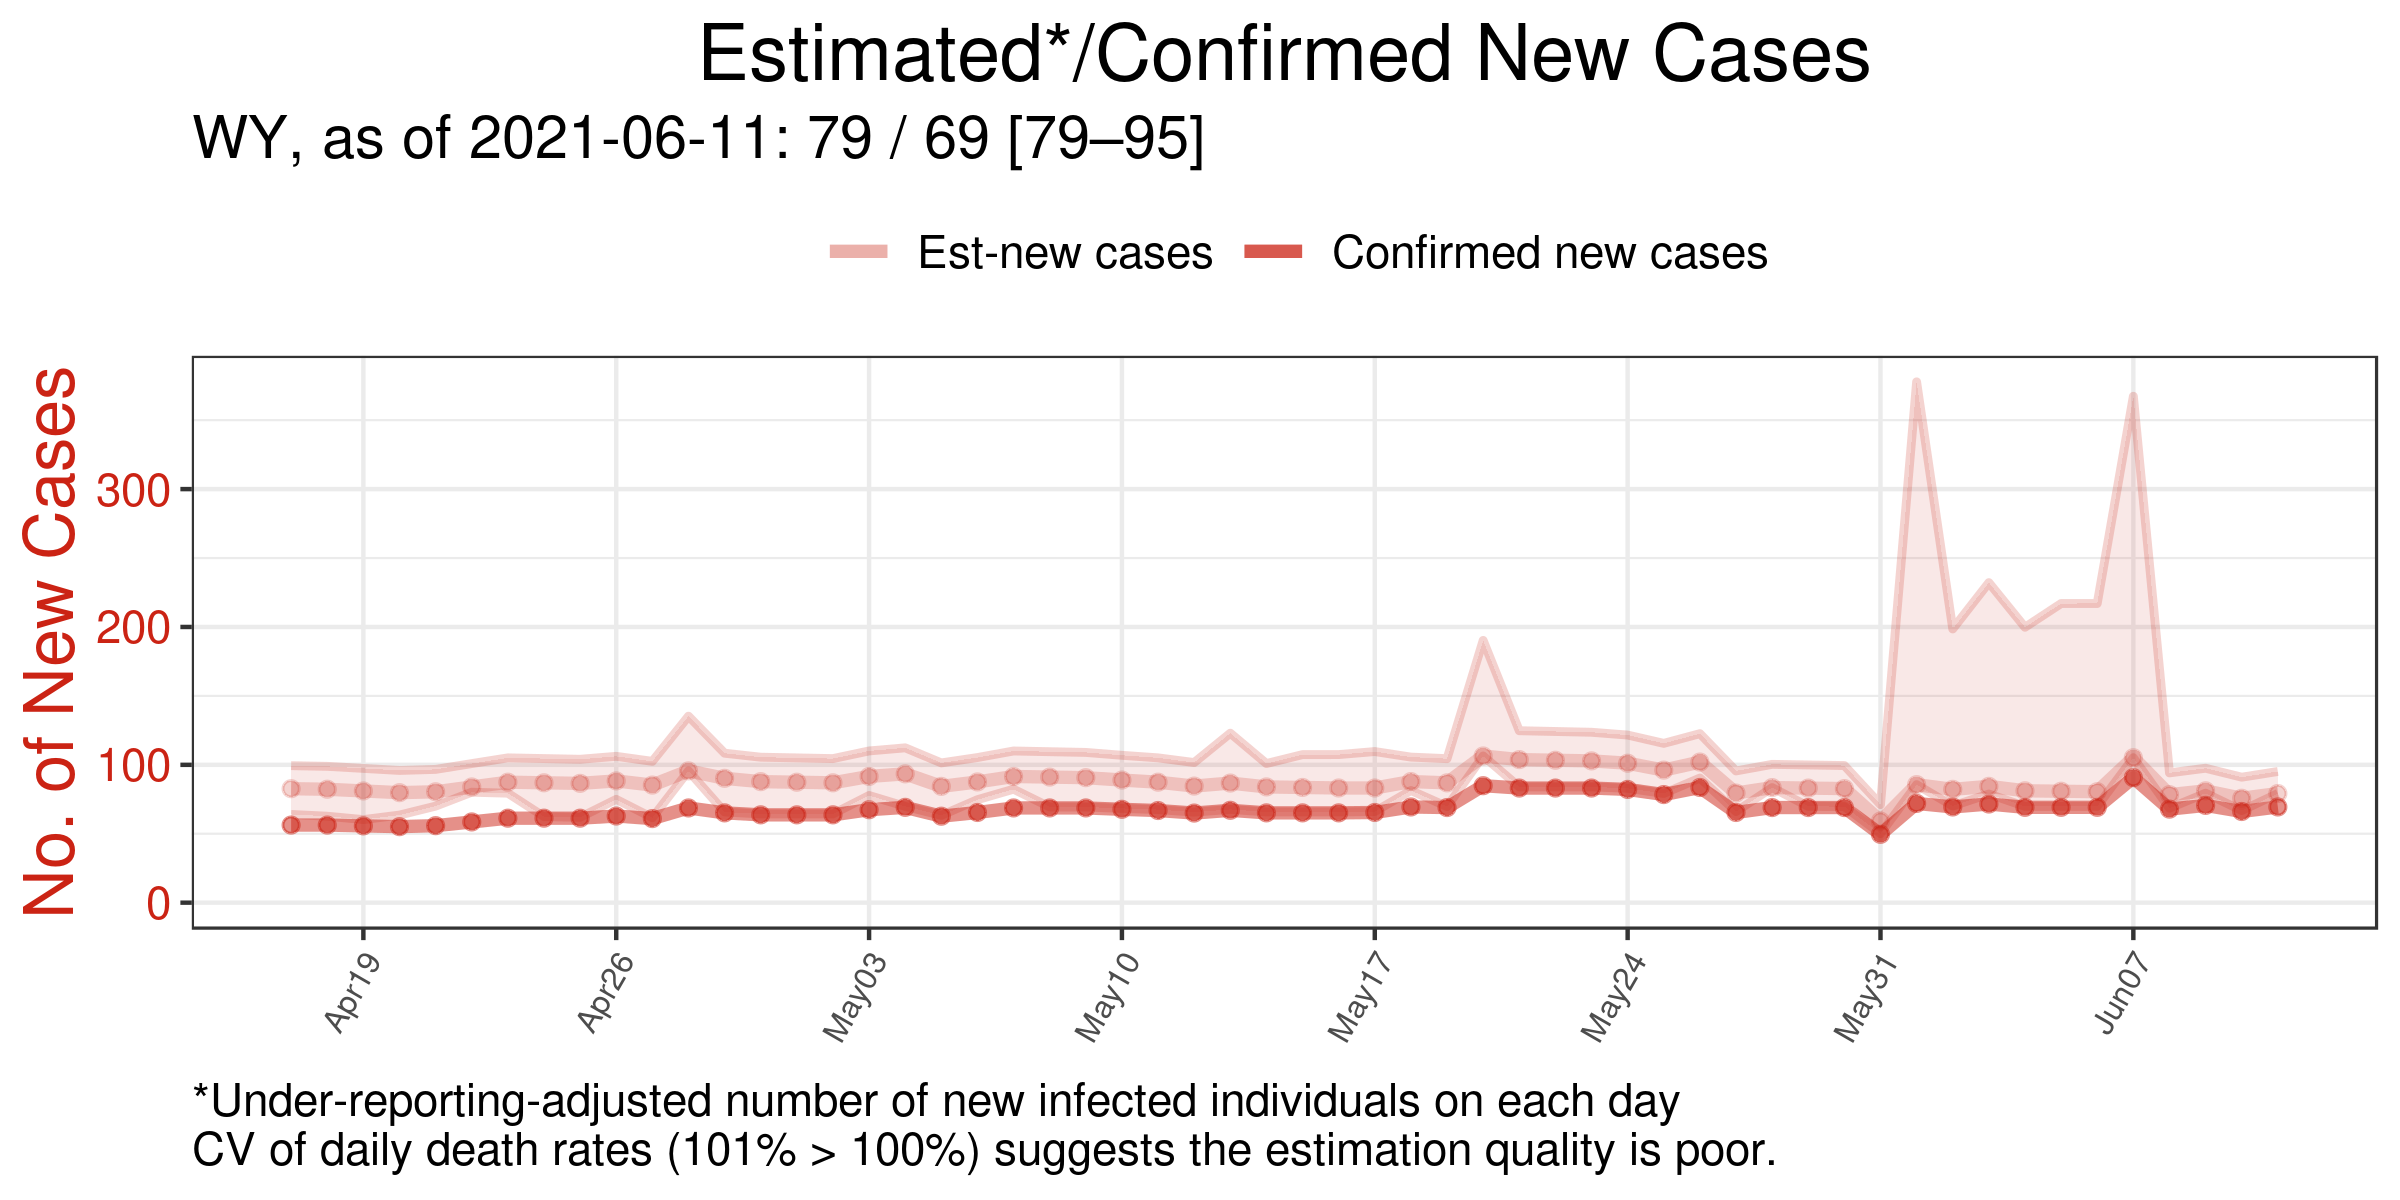 Estimated*/Confirmed New Cases
WY, as of 2021-06-11: 79 / 69 [79–95]
Est-new cases
Confirmed new cases
No. of New Cases
300
200
100
0
Apr19
Apr26
May03
May10
May17
May24
May31
Jun07
*Under-reporting-adjusted number of new infected individuals on each day
CV of daily death rates (101% > 100%) suggests the estimation quality is poor.